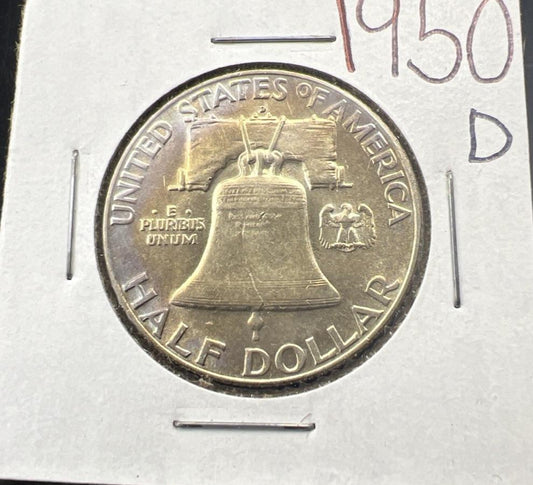 1950
D
UNITED STATES OF AMERICA
D
E
PLURIBUS
UNUM
HALF DOLLAR